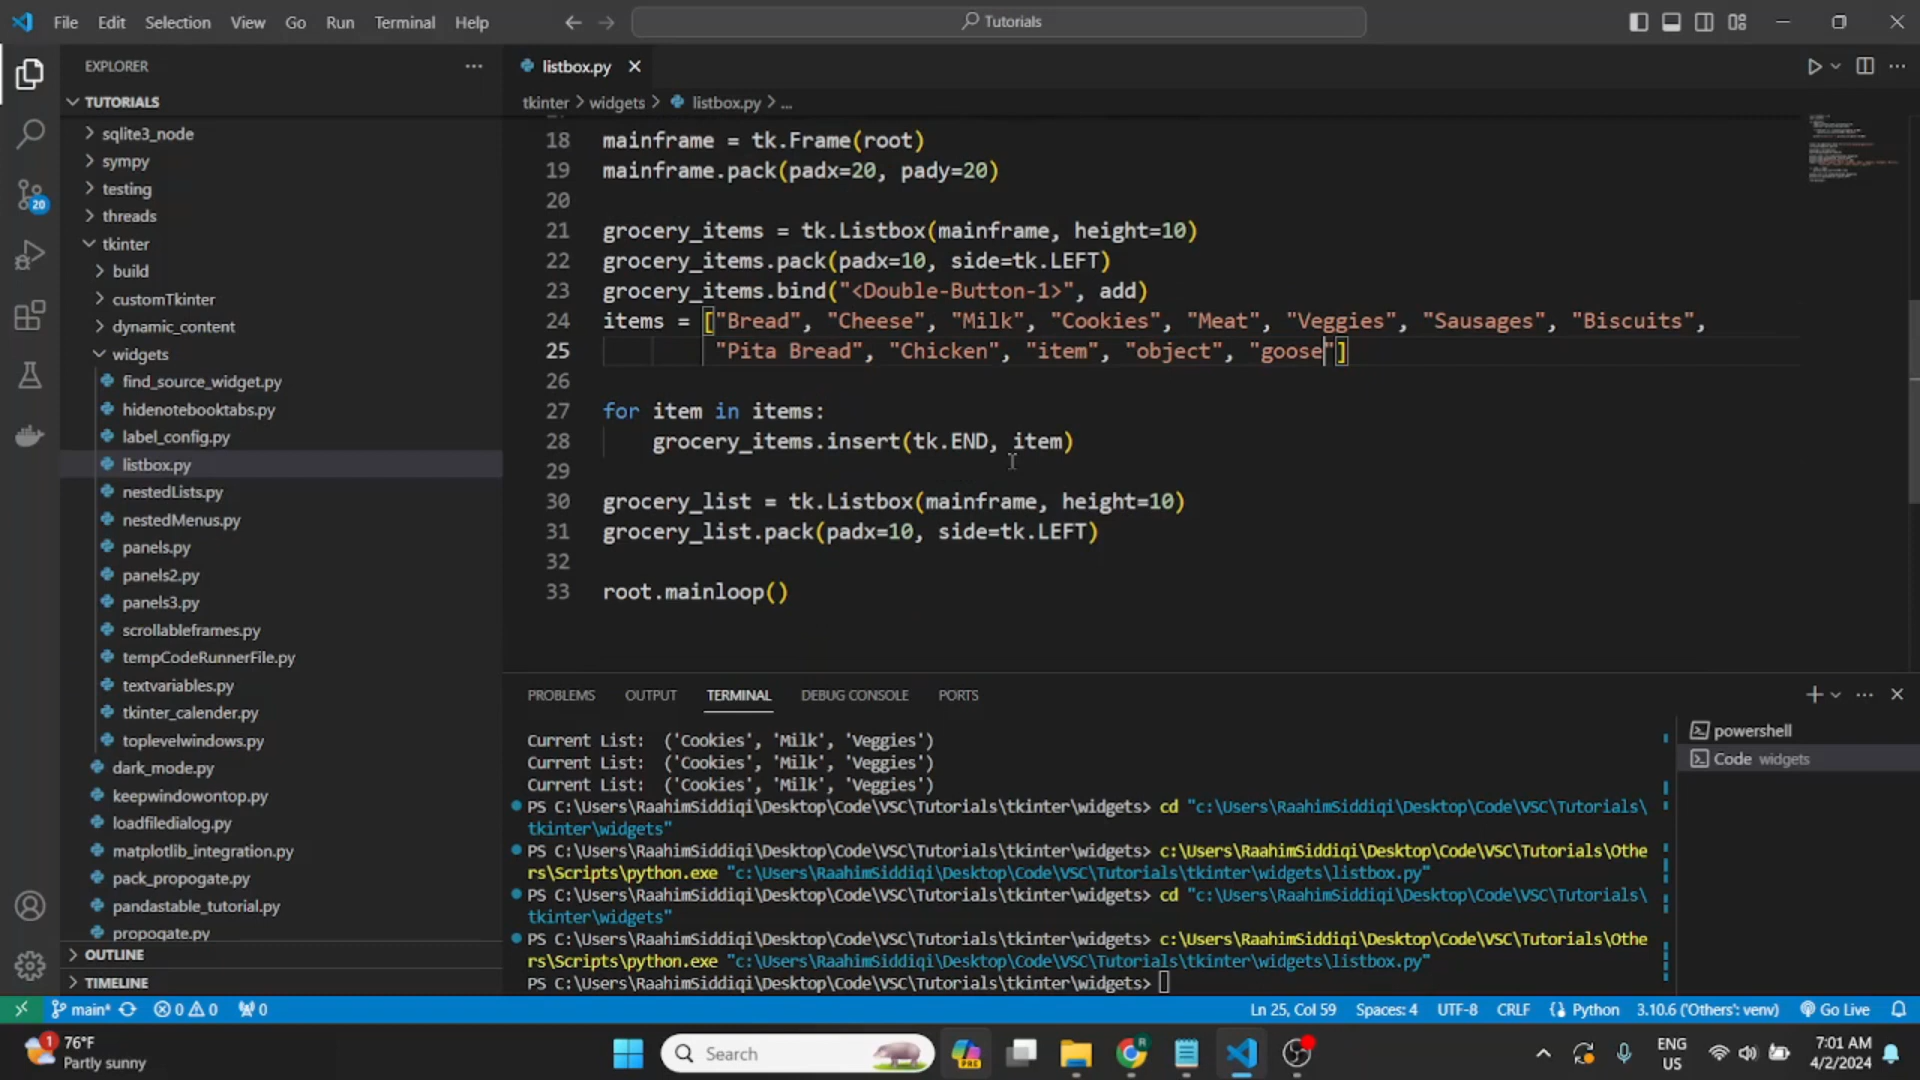 File Edit Selection View Go Run Terminal Help
Tutorials
EXPLORER
TUTORIALS
sqlite3_node
sympy
testing
threads
tkinter
build
customTkinter
dynamic_content
widgets
find_source_widget.py
hidenotebooktabs.py
label_config.py
listbox.py
nestedLists.py
nestedMenus.py
panels.py
panels2.py
panels3.py
scrollableframes.py
tempCodeRunnerFile.py
textvariables.py
tkinter_calender.py
toplevelwindows.py
dark_mode.py
keepwindowontop.py
loadfiledialog.py
matplotlib_integration.py
pack_propogate.py
pandastable_tutorial.py
propogate.py
OUTLINE
TIMELINE
20
listbox.py
tkinter > widgets > listbox.py > ...
18 mainframe = tk.Frame(root)
19 mainframe.pack(padx=20, pady=20)
20
21 grocery_items = tk.Listbox(mainframe, height=10)
22 grocery_items.pack(padx=10, side=tk.LEFT)
23 grocery_items.bind("<Double-Button-1>", add)
24 items = ["Bread", "Cheese", "Milk", "Cookies", "Meat", "Veggies", "Sausages", "Biscuits",
25 "Pita Bread", "Chicken", "item", "object", "goose"]
26
27 for item in items:
28 grocery_items.insert(tk.END, item)
29
30 grocery_list = tk.Listbox(mainframe, height=10)
31 grocery_list.pack(padx=10, side=tk.LEFT)
32
33 root.mainloop()
PROBLEMS OUTPUT TERMINAL DEBUG CONSOLE PORTS
Current List:  ('Cookies', 'Milk', 'Veggies')
Current List:  ('Cookies', 'Milk', 'Veggies')
Current List:  ('Cookies', 'Milk', 'Veggies')
PS C:\Users\RaahimSiddiqi\Desktop\Code\VSC\Tutorials\tkinter\widgets> cd "c:\Users\RaahimSiddiqi\Desktop\Code\VSC\Tutorials\
tkinter\widgets"
PS C:\Users\RaahimSiddiqi\Desktop\Code\VSC\Tutorials\tkinter\widgets> c:\Users\RaahimSiddiqi\Desktop\Code\VSC\Tutorials\Othe
rs\Scripts\python.exe "c:\Users\RaahimSiddiqi\Desktop\Code\VSC\Tutorials\tkinter\widgets\listbox.py"
PS C:\Users\RaahimSiddiqi\Desktop\Code\VSC\Tutorials\tkinter\widgets> cd "c:\Users\RaahimSiddiqi\Desktop\Code\VSC\Tutorials\
tkinter\widgets"
PS C:\Users\RaahimSiddiqi\Desktop\Code\VSC\Tutorials\tkinter\widgets> c:\Users\RaahimSiddiqi\Desktop\Code\VSC\Tutorials\Othe
rs\Scripts\python.exe "c:\Users\RaahimSiddiqi\Desktop\Code\VSC\Tutorials\tkinter\widgets\listbox.py"
PS C:\Users\RaahimSiddiqi\Desktop\Code\VSC\Tutorials\tkinter\widgets>
powershell
Code widgets
main* 0 0 0 Ln 25, Col 59 Spaces: 4 UTF-8 CRLF Python 3.10.6 ('Others': venv) Go Live
1
76°F
Partly sunny
Search
PRE
ENG
US
7:01 AM
4/2/2024